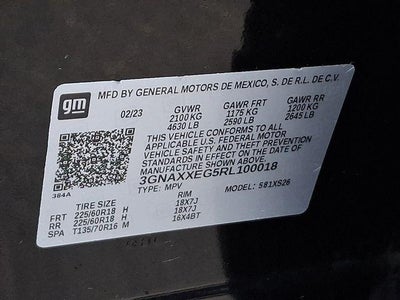 gm
MFD BY GENERAL MOTORS DE MEXICO, S. DE R.L. DE C.V.
02/23 GVWR GAWR FRT GAWR RR
2100 KG 1175 KG 1200 KG
4630 LB 2590 LB 2645 LB
THIS VEHICLE CONFORMS TO ALL
APPLICABLE U.S. FEDERAL MOTOR
VEHICLE SAFETY, BUMPER, AND THEFT
PREVENTION STANDARDS IN EFFECT ON
THE DATE OF MANUFACTURE SHOWN ABOVE.
3GNAXXEG5RL100018
TYPE: MPV MODEL: 581XS26
384A
TIRE SIZE RIM
FRT 225/60R18 H 18X7J
RR 225/60R18 H 18X7J
SPA T135/70R16 M 16X4BT